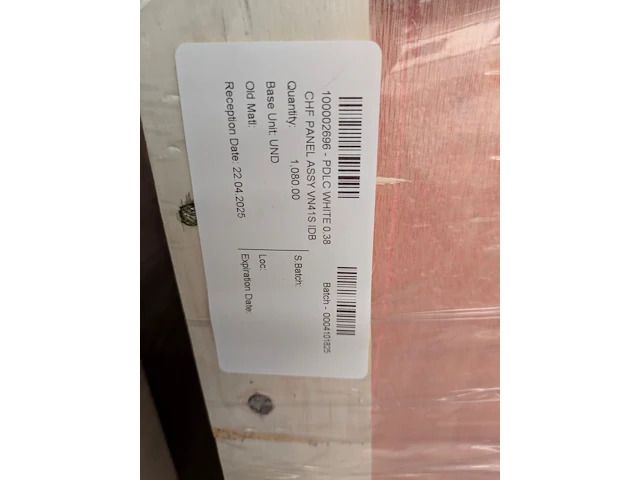 100002696 - PDLC WHITE 0.38
CHF PANEL ASSY VN41S IDB
Quantity: 1,080.00
Base Unit: UND
Old Matl:
Reception Date: 22.04.2025
Batch - 0004101825
S.Batch:
Loc:
Expiration Date: